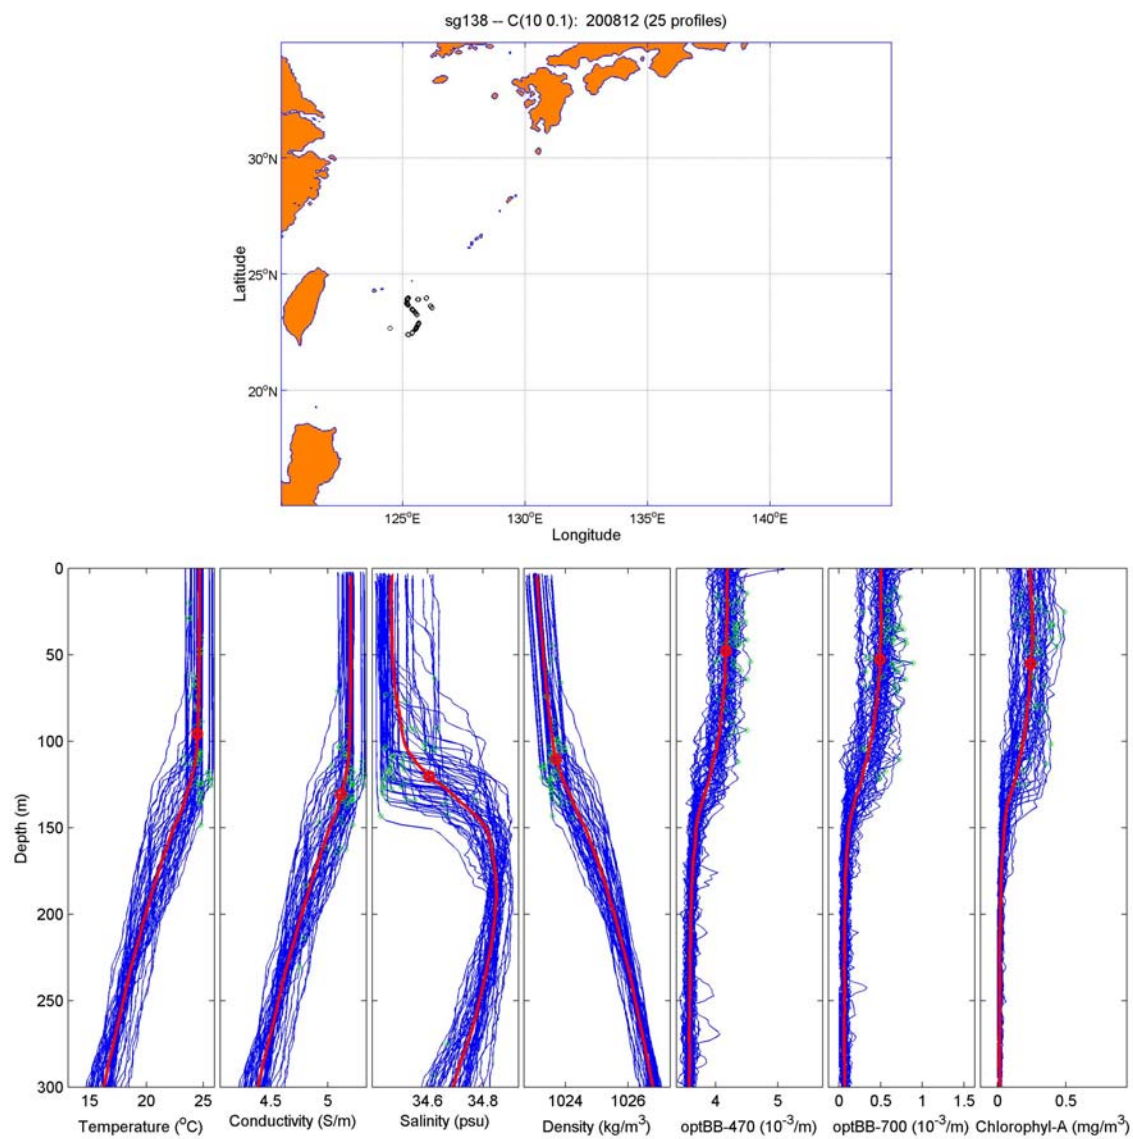 sg138 -- C(10 0.1): 200812 (25 profiles)
30°N
25°N
20°N
Latitude
125°E 130°E 135°E 140°E
Longitude
0
50
100
150
200
250
300
Depth (m)
15 20 25 4.5 5 34.6 34.8 1024 1026 4 5 0 0.5 1 1.5 0 0.5
Temperature (°C) Conductivity (S/m) Salinity (psu) Density (kg/m³) optBB-470 (10⁻³/m) optBB-700 (10⁻³/m) Chlorophyl-A (mg/m³)